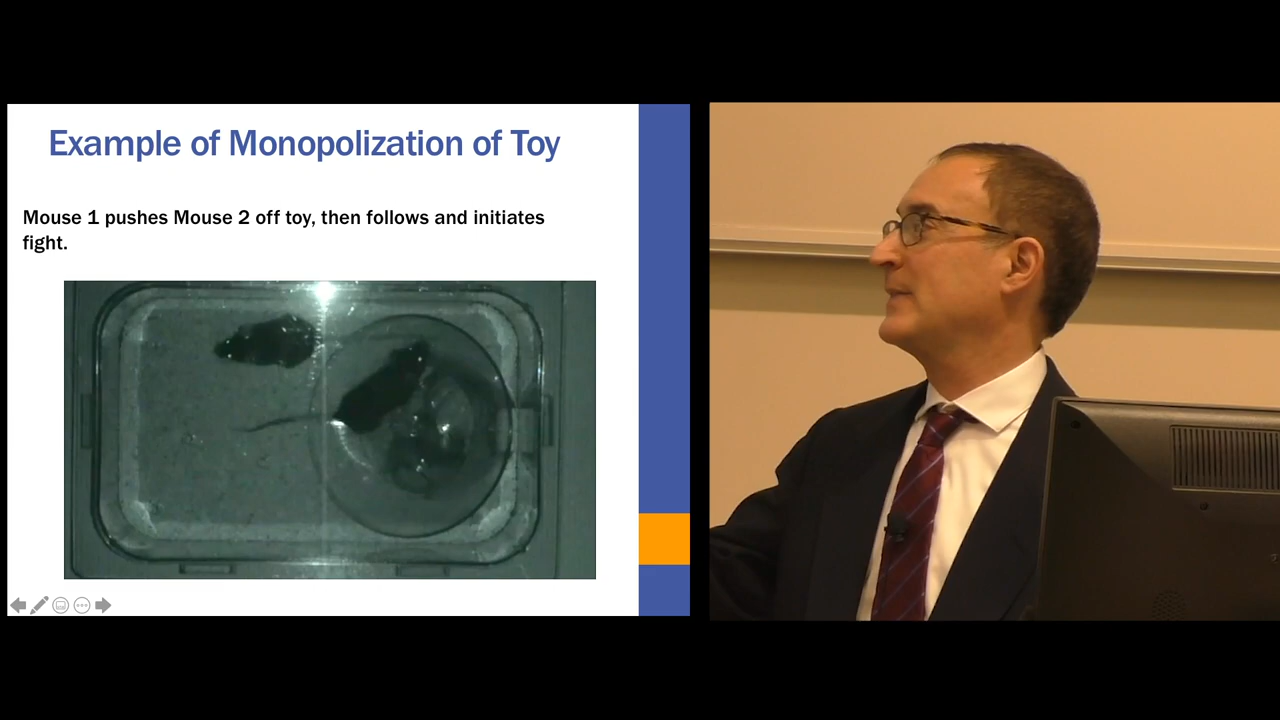 Example of Monopolization of Toy
Mouse 1 pushes Mouse 2 off toy, then follows and initiates
fight.